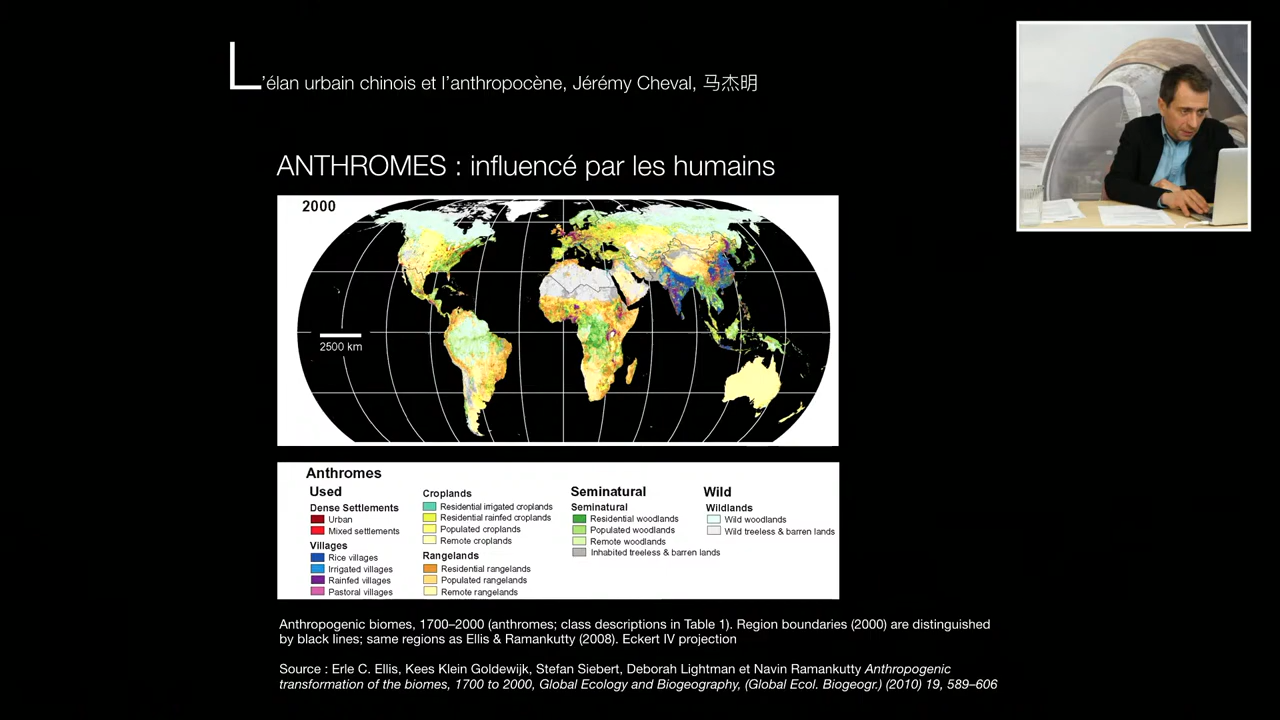 L'élan urbain chinois et l'anthropocène, Jérémy Cheval, 马杰明
ANTHROMES : influencé par les humains
2000
2500 km
Anthromes
Used
Dense Settlements
Urban
Mixed settlements
Villages
Rice villages
Irrigated villages
Rainfed villages
Pastoral villages
Croplands
Residential irrigated croplands
Residential rainfed croplands
Populated croplands
Remote croplands
Rangelands
Residential rangelands
Populated rangelands
Remote rangelands
Seminatural
Seminatural
Residential woodlands
Populated woodlands
Remote woodlands
Inhabited treeless & barren lands
Wild
Wildlands
Wild woodlands
Wild treeless & barren lands
Anthropogenic biomes, 1700–2000 (anthromes; class descriptions in Table 1). Region boundaries (2000) are distinguished
by black lines; same regions as Ellis & Ramankutty (2008). Eckert IV projection
Source : Erle C. Ellis, Kees Klein Goldewijk, Stefan Siebert, Deborah Lightman et Navin Ramankutty Anthropogenic
transformation of the biomes, 1700 to 2000, Global Ecology and Biogeography, (Global Ecol. Biogeogr.) (2010) 19, 589–606